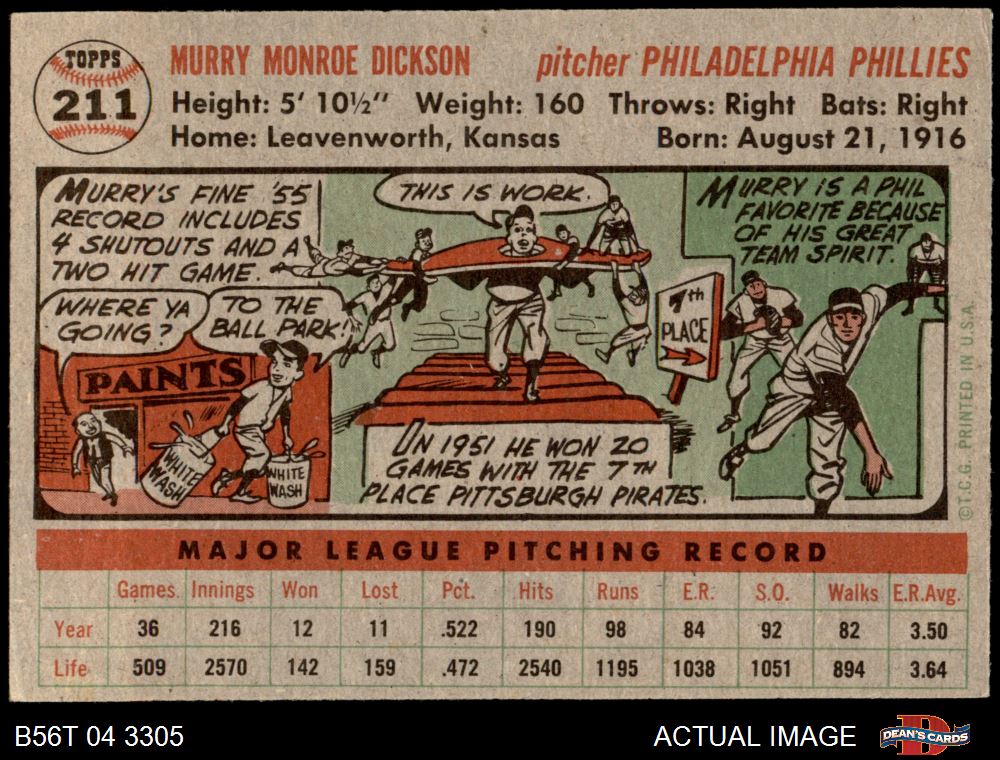 TOPPS
211
MURRY MONROE DICKSON pitcher PHILADELPHIA PHILLIES
Height: 5' 10½" Weight: 160 Throws: Right Bats: Right
Home: Leavenworth, Kansas Born: August 21, 1916
MURRY'S FINE '55
RECORD INCLUDES
4 SHUTOUTS AND A
TWO HIT GAME.
WHERE YA
GOING?
TO THE
BALL PARK!
PAINTS
WHITE
WASH
WHITE
WASH
THIS IS WORK.
7th
PLACE
IN 1951 HE WON 20
GAMES WITH THE 7TH
PLACE PITTSBURGH PIRATES.
MURRY IS A PHIL
FAVORITE BECAUSE
OF HIS GREAT
TEAM SPIRIT.
© T.C.G. PRINTED IN U.S.A.
MAJOR LEAGUE PITCHING RECORD
Games Innings Won Lost Pct. Hits Runs E.R. S.O. Walks E.R.Avg.
Year 36 216 12 11 .522 190 98 84 92 82 3.50
Life 509 2570 142 159 .472 2540 1195 1038 1051 894 3.64
B56T 04 3305
ACTUAL IMAGE
D
DEAN'S CARDS